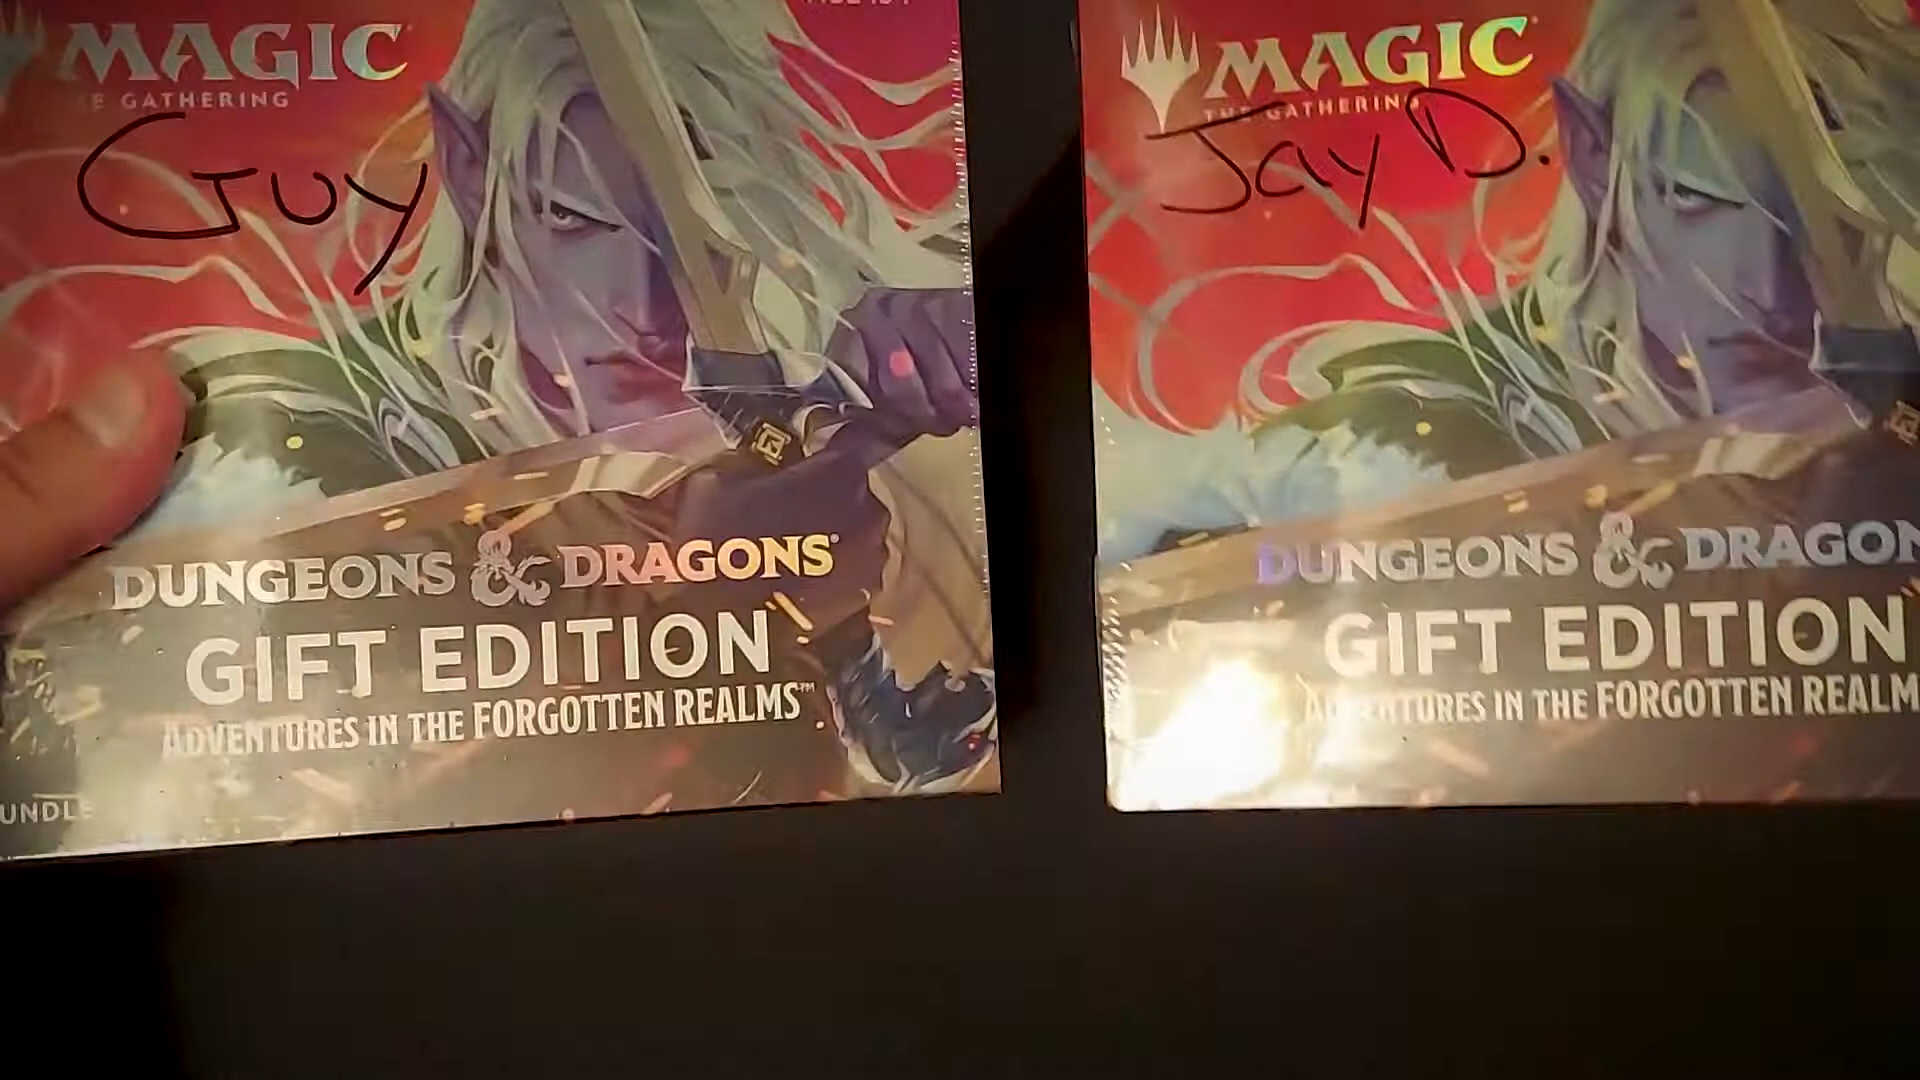 MAGIC
THE GATHERING
Guy
DUNGEONS & DRAGONS®
GIFT EDITION
ADVENTURES IN THE FORGOTTEN REALMS™
UNDLE
MAGIC®
THE GATHERING
Jay D.
DUNGEONS & DRAGON
GIFT EDITION
ADVENTURES IN THE FORGOTTEN REALM